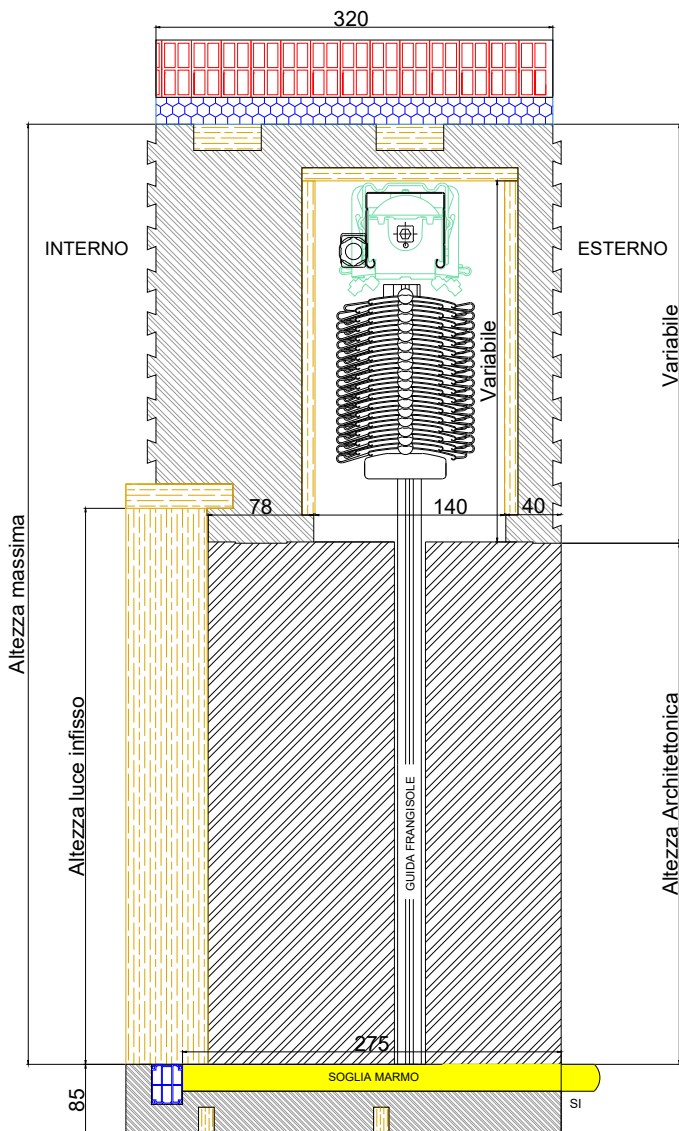 320
INTERNO
ESTERNO
Variabile
Variabile
78
140
40
Altezza massima
Altezza luce infisso
GUIDA FRANGISOLE
Altezza Architettonica
275
SOGLIA MARMO
85
SI